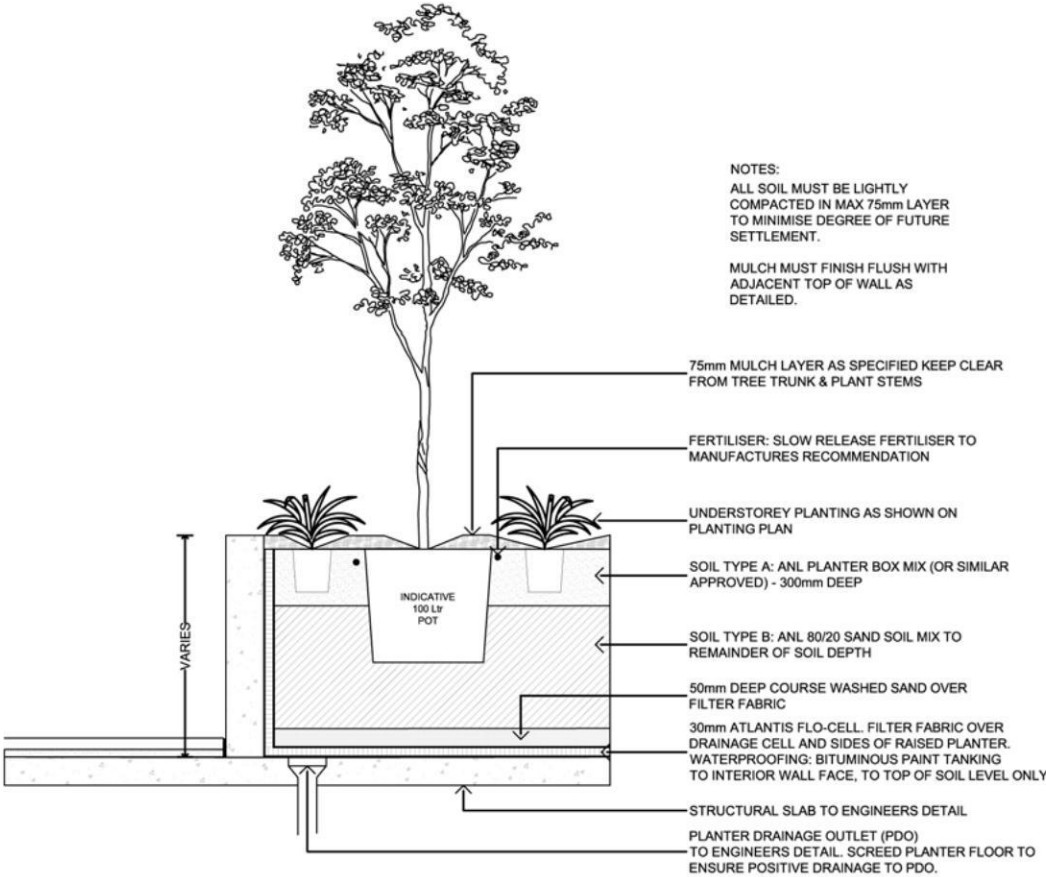 NOTES:
ALL SOIL MUST BE LIGHTLY
COMPACTED IN MAX 75mm LAYER
TO MINIMISE DEGREE OF FUTURE
SETTLEMENT.
MULCH MUST FINISH FLUSH WITH
ADJACENT TOP OF WALL AS
DETAILED.
75mm MULCH LAYER AS SPECIFIED KEEP CLEAR
FROM TREE TRUNK & PLANT STEMS
FERTILISER: SLOW RELEASE FERTILISER TO
MANUFACTURES RECOMMENDATION
UNDERSTOREY PLANTING AS SHOWN ON
PLANTING PLAN
SOIL TYPE A: ANL PLANTER BOX MIX (OR SIMILAR
APPROVED) - 300mm DEEP
INDICATIVE
100 Ltr
POT
VARIES
SOIL TYPE B: ANL 80/20 SAND SOIL MIX TO
REMAINDER OF SOIL DEPTH
50mm DEEP COURSE WASHED SAND OVER
FILTER FABRIC
30mm ATLANTIS FLO-CELL. FILTER FABRIC OVER
DRAINAGE CELL AND SIDES OF RAISED PLANTER.
WATERPROOFING: BITUMINOUS PAINT TANKING
TO INTERIOR WALL FACE, TO TOP OF SOIL LEVEL ONLY
STRUCTURAL SLAB TO ENGINEERS DETAIL
PLANTER DRAINAGE OUTLET (PDO)
TO ENGINEERS DETAIL. SCREED PLANTER FLOOR TO
ENSURE POSITIVE DRAINAGE TO PDO.